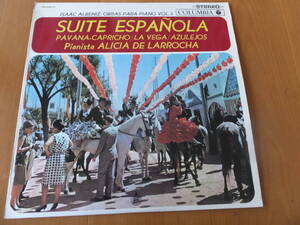 STEREO
ISAAC ALBENIZ: OBRAS PARA PIANO VOL. 2
COLUMBIA
SUITE ESPAÑOLA
PAVANA-CAPRICHO/LA VEGA/AZULEJOS
Pianista ALICIA DE LARROCHA